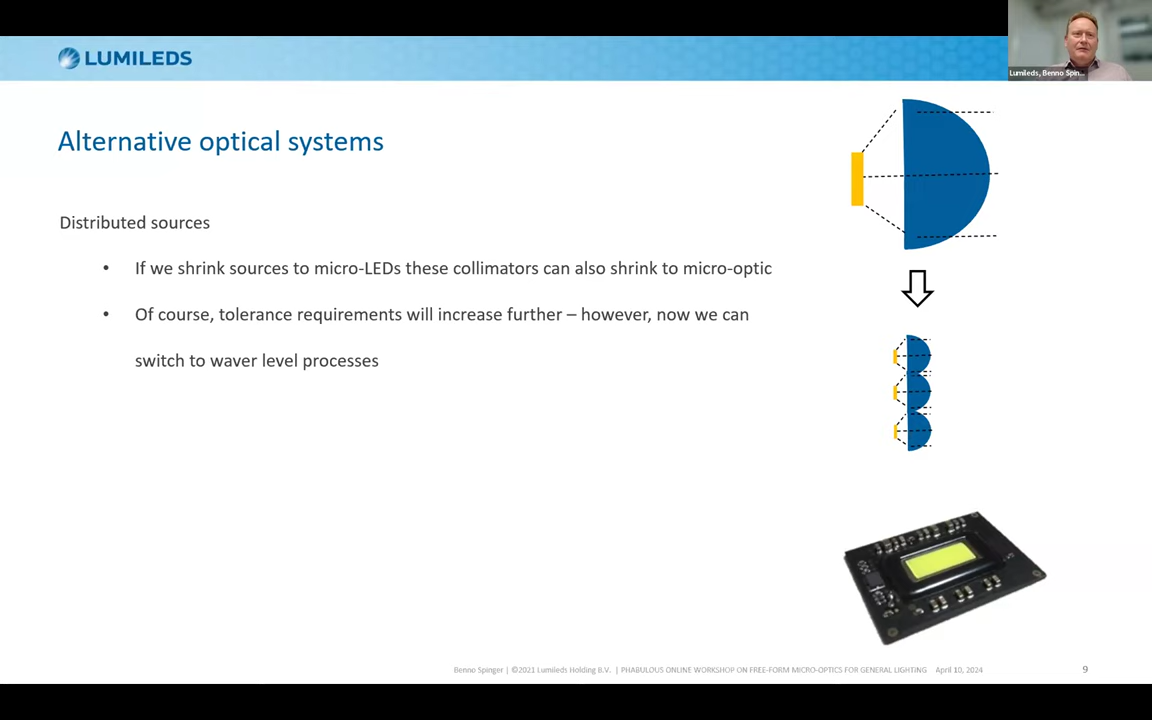 LUMILEDS
Lumileds, Benno Spin...
Alternative optical systems
Distributed sources
• If we shrink sources to micro-LEDs these collimators can also shrink to micro-optic
• Of course, tolerance requirements will increase further – however, now we can
switch to waver level processes
Benno Spinger | ©2021 Lumileds Holding B.V. | PHABULOUS ONLINE WORKSHOP ON FREE-FORM MICRO-OPTICS FOR GENERAL LIGHTING April 10, 2024 9